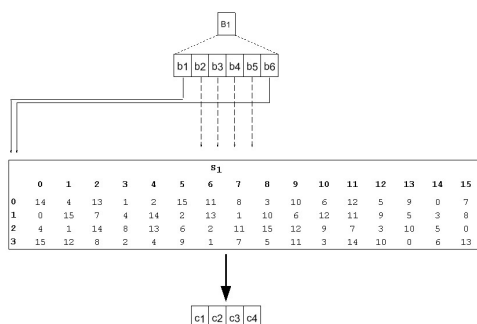 B1
b1 b2 b3 b4 b5 b6
S1
0 1 2 3 4 5 6 7 8 9 10 11 12 13 14 15
0 14 4 13 1 2 15 11 8 3 10 6 12 5 9 0 7
1 0 15 7 4 14 2 13 1 10 6 12 11 9 5 3 8
2 4 1 14 8 13 6 2 11 15 12 9 7 3 10 5 0
3 15 12 8 2 4 9 1 7 5 11 3 14 10 0 6 13
c1 c2 c3 c4